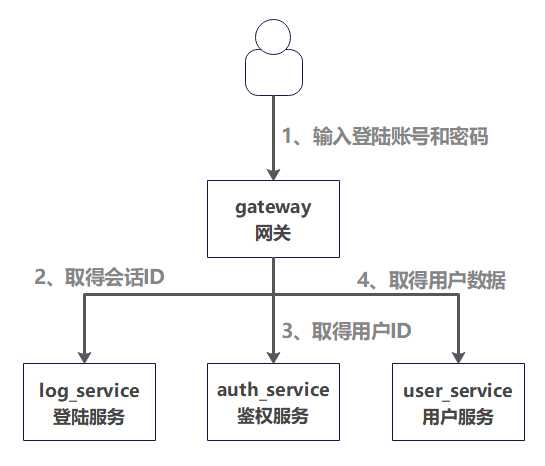 1、输入登陆账号和密码
gateway
网关
2、取得会话ID
4、取得用户数据
3、取得用户ID
log_service
登陆服务
auth_service
鉴权服务
user_service
用户服务